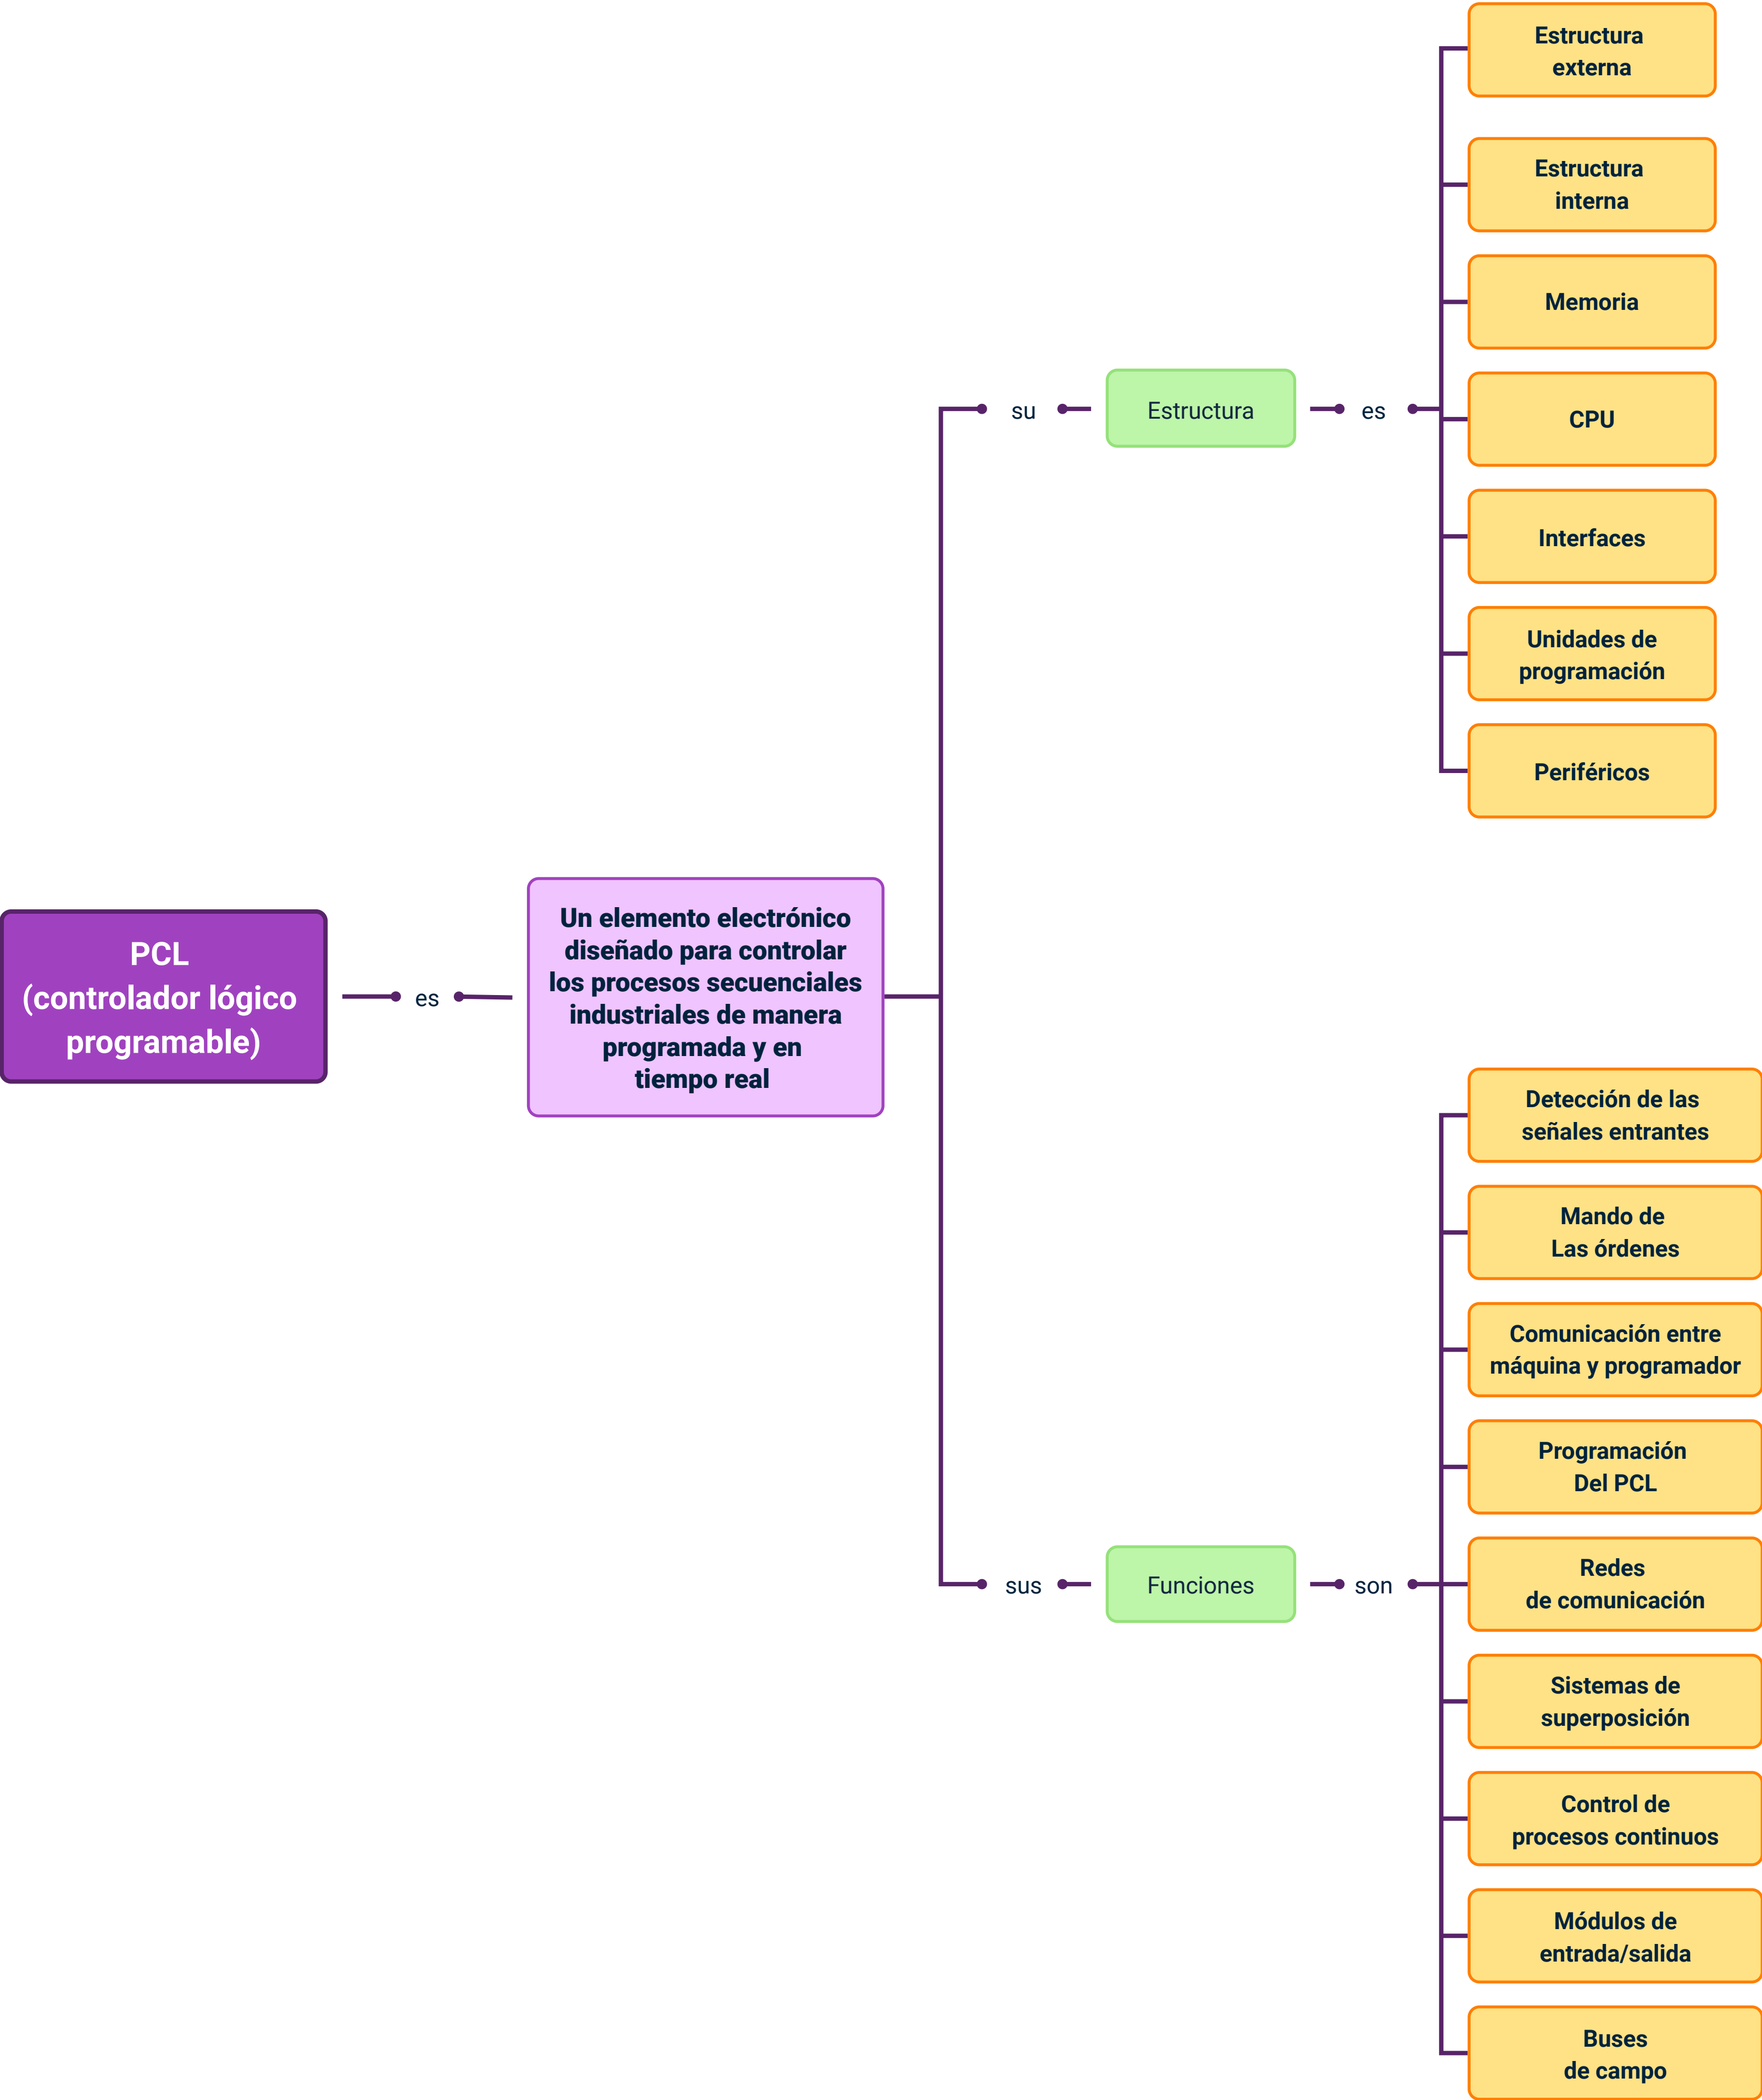 PCL
(controlador lógico
programable)
es
Un elemento electrónico
diseñado para controlar
los procesos secuenciales
industriales de manera
programada y en
tiempo real
su
Estructura
es
Estructura
externa
Estructura
interna
Memoria
CPU
Interfaces
Unidades de
programación
Periféricos
sus
Funciones
son
Detección de las
señales entrantes
Mando de
Las órdenes
Comunicación entre
máquina y programador
Programación
Del PCL
Redes
de comunicación
Sistemas de
superposición
Control de
procesos continuos
Módulos de
entrada/salida
Buses
de campo